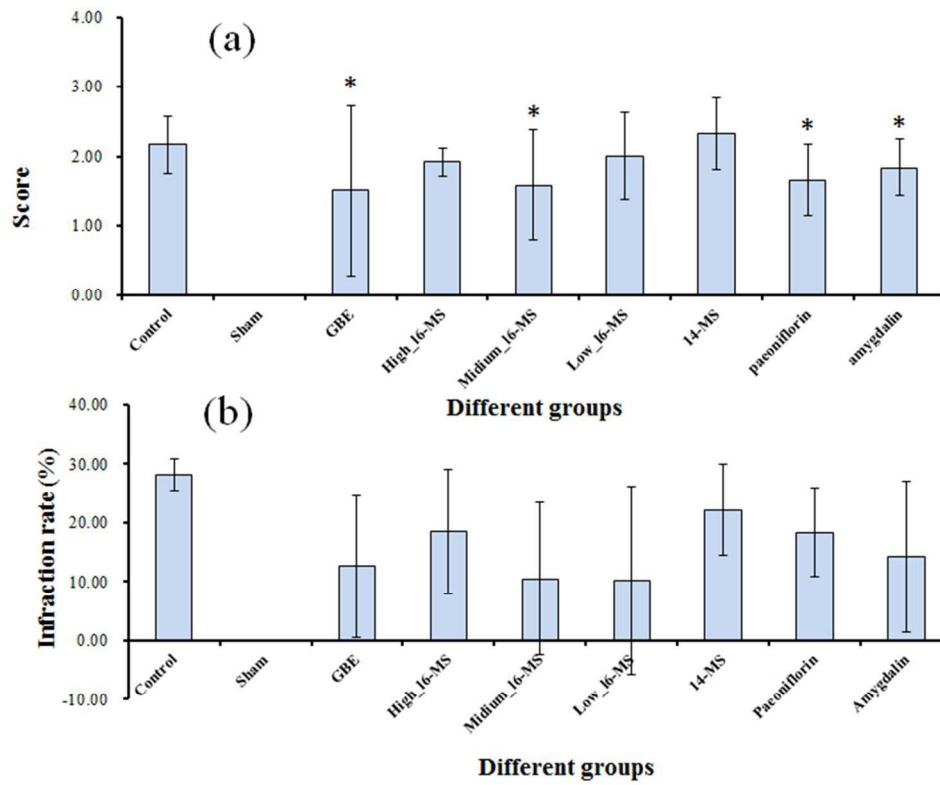 (a)
Score
4.00
3.00
2.00
1.00
0.00
*
*
*
*
Control
Sham
GBE
High_16-MS
Midium_16-MS
Low_16-MS
14-MS
paeoniflorin
amygdalin
Different groups
(b)
Infraction rate (%)
40.00
30.00
20.00
10.00
0.00
-10.00
Control
Sham
GBE
High_16-MS
Midium_16-MS
Low_16-MS
14-MS
Paeoniflorin
Amygdalin
Different groups